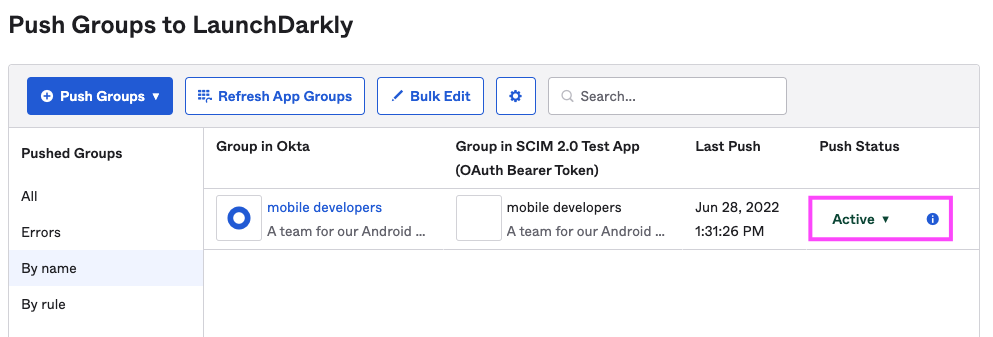 Push Groups to LaunchDarkly
Push Groups
Refresh App Groups
Bulk Edit
Search...
Pushed Groups
All
Errors
By name
By rule
Group in Okta
Group in SCIM 2.0 Test App
(OAuth Bearer Token)
Last Push
Push Status
mobile developers
A team for our Android ...
mobile developers
A team for our Android ...
Jun 28, 2022
1:31:26 PM
Active